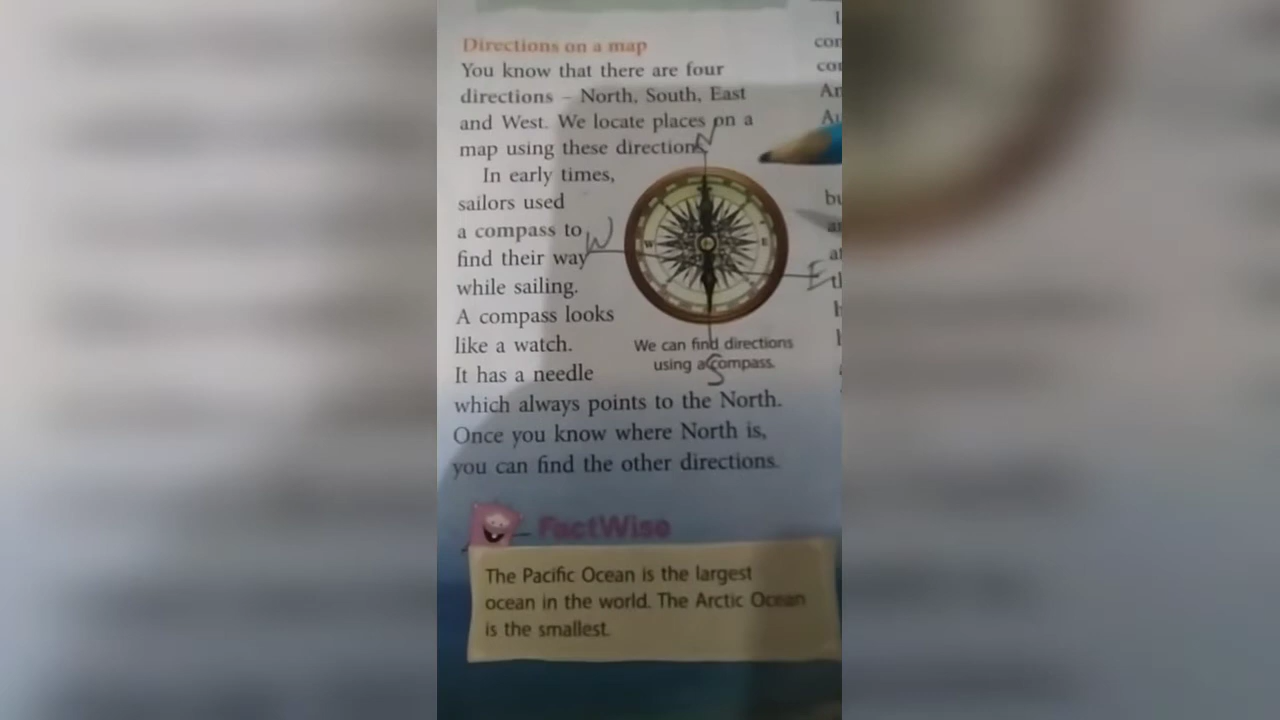 Directions on a map
You know that there are four
directions – North, South, East
and West. We locate places on a
map using these directions.
In early times,
sailors used
a compass to
find their way
while sailing.
A compass looks
like a watch.
It has a needle
which always points to the North.
Once you know where North is,
you can find the other directions.
N
W
E
S
W
E
We can find directions
using a compass.
FactWise
The Pacific Ocean is the largest
ocean in the world. The Arctic Ocean
is the smallest.